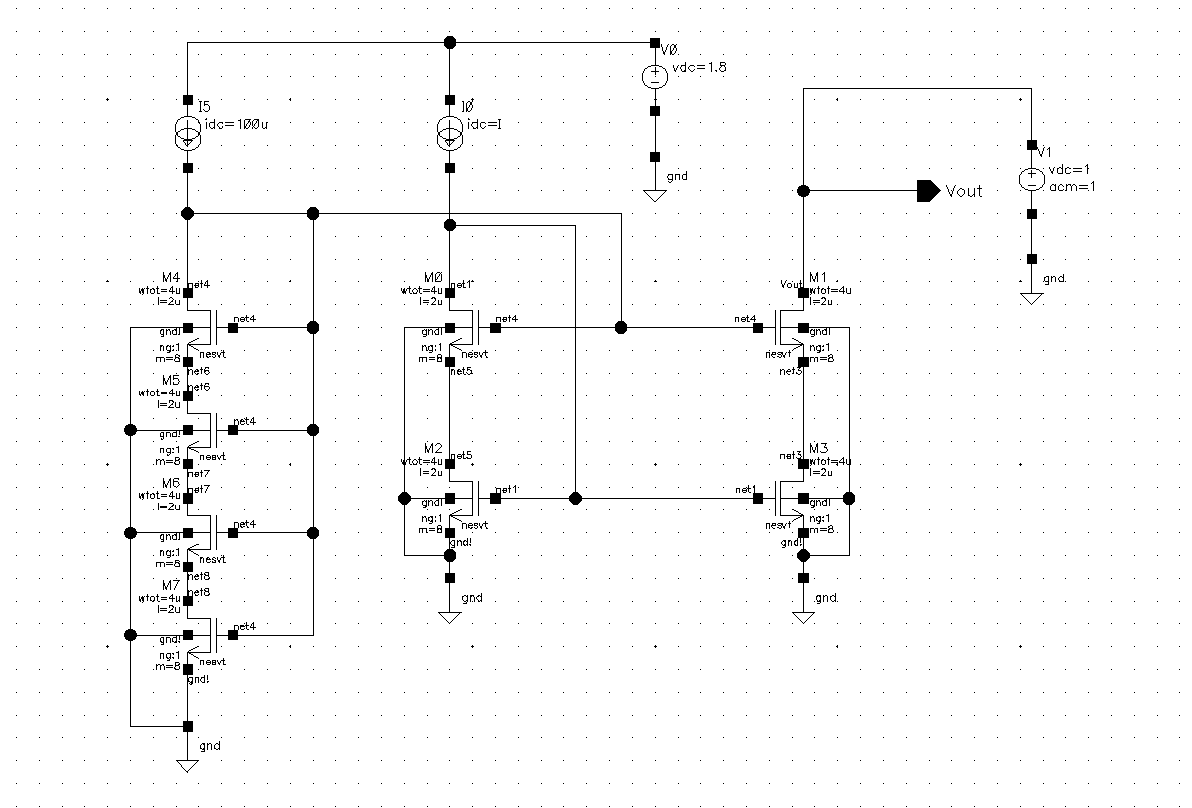 V0
vdc=1.8
I5
idc=100u
I0
idc=I
gnd
V1
vdc=1
acm=1
gnd
Vout
M4
net4
wtot=4u
l=2u
gnd!
net4
ng:1
nesvt
m=8
net6
M5
net6
wtot=4u
l=2u
gnd!
net4
ng:1
nesvt
m=8
net7
M6
net7
wtot=4u
l=2u
gnd!
net4
ng:1
nesvt
m=8
net8
M7
net8
wtot=4u
l=2u
gnd!
net4
ng:1
nesvt
m=8
gnd!
gnd
M0
net1
wtot=4u
l=2u
gnd!
net4
ng:1
nesvt
m=8
net5
M2
net5
wtot=4u
l=2u
gnd!
net1
ng:1
nesvt
m=8
gnd!
gnd
M1
Vout
wtot=4u
l=2u
net4
gnd!
nesvt
ng:1
m=8
net3
M3
net3
wtot=4u
l=2u
net1
gnd!
nesvt
ng:1
m=8
gnd!
gnd